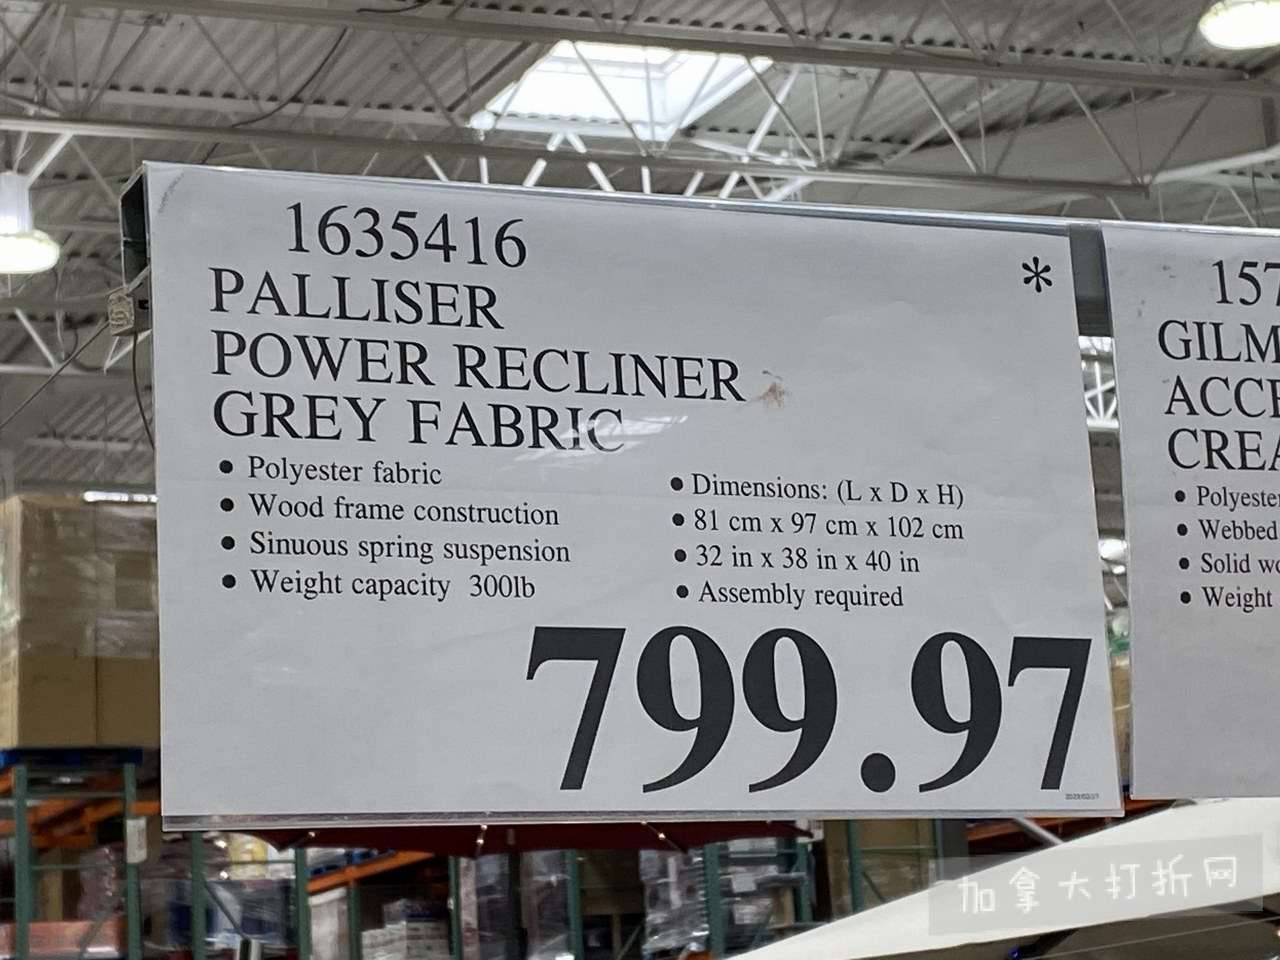 1635416
*
PALLISER
POWER RECLINER
GREY FABRIC
• Polyester fabric
• Wood frame construction
• Sinuous spring suspension
• Weight capacity 300lb
• Dimensions: (L x D x H)
• 81 cm x 97 cm x 102 cm
• 32 in x 38 in x 40 in
• Assembly required
799.97
157
GILM
ACCE
CREA
• Polyester
• Webbed
• Solid wo
• Weight
加拿大打折网